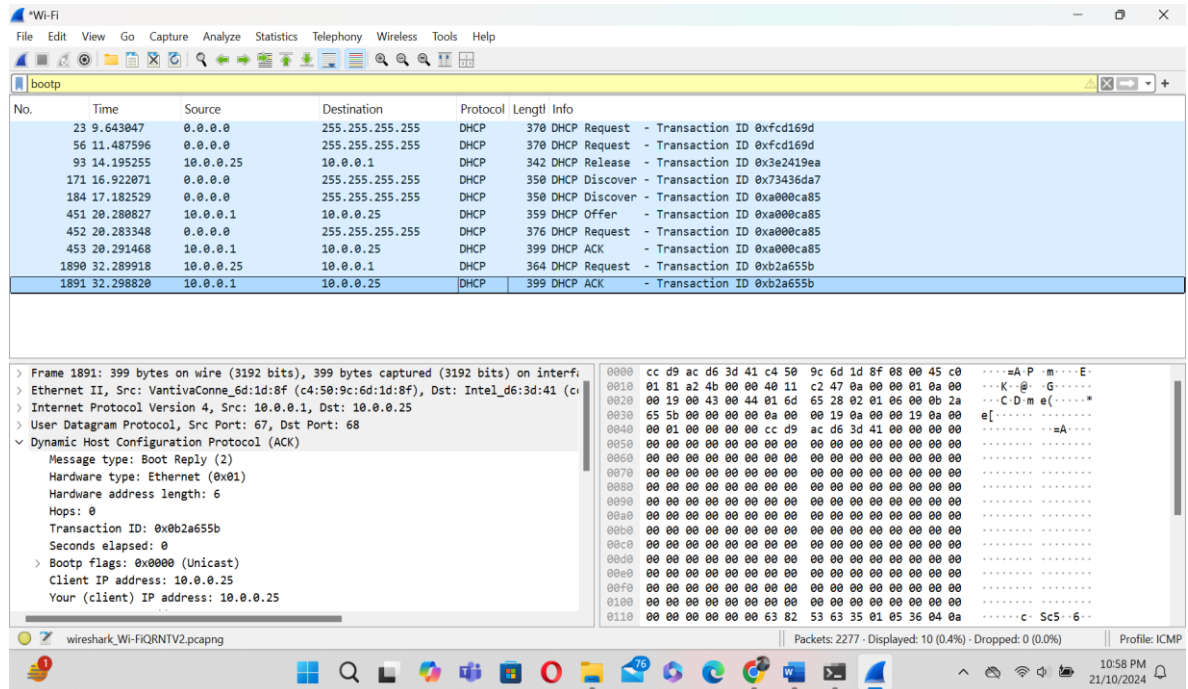 *Wi-Fi
File Edit View Go Capture Analyze Statistics Telephony Wireless Tools Help
bootp
No. Time Source Destination Protocol Length Info
23 9.643047 0.0.0.0 255.255.255.255 DHCP 370 DHCP Request - Transaction ID 0xfcd169d
56 11.487596 0.0.0.0 255.255.255.255 DHCP 370 DHCP Request - Transaction ID 0xfcd169d
93 14.195255 10.0.0.25 10.0.0.1 DHCP 342 DHCP Release - Transaction ID 0x3e2419ea
171 16.922071 0.0.0.0 255.255.255.255 DHCP 350 DHCP Discover - Transaction ID 0x73436da7
184 17.182529 0.0.0.0 255.255.255.255 DHCP 350 DHCP Discover - Transaction ID 0xa000ca85
451 20.280827 10.0.0.1 10.0.0.25 DHCP 359 DHCP Offer - Transaction ID 0xa000ca85
452 20.283348 0.0.0.0 255.255.255.255 DHCP 376 DHCP Request - Transaction ID 0xa000ca85
453 20.291468 10.0.0.1 10.0.0.25 DHCP 399 DHCP ACK - Transaction ID 0xa000ca85
1890 32.289918 10.0.0.25 10.0.0.1 DHCP 364 DHCP Request - Transaction ID 0xb2a655b
1891 32.298820 10.0.0.1 10.0.0.25 DHCP 399 DHCP ACK - Transaction ID 0xb2a655b
Frame 1891: 399 bytes on wire (3192 bits), 399 bytes captured (3192 bits) on interfa
Ethernet II, Src: VantivaConne_6d:1d:8f (c4:50:9c:6d:1d:8f), Dst: Intel_d6:3d:41 (cc
Internet Protocol Version 4, Src: 10.0.0.1, Dst: 10.0.0.25
User Datagram Protocol, Src Port: 67, Dst Port: 68
Dynamic Host Configuration Protocol (ACK)
Message type: Boot Reply (2)
Hardware type: Ethernet (0x01)
Hardware address length: 6
Hops: 0
Transaction ID: 0x0b2a655b
Seconds elapsed: 0
Bootp flags: 0x0000 (Unicast)
Client IP address: 10.0.0.25
Your (client) IP address: 10.0.0.25
0000 cc d9 ac d6 3d 41 c4 50 9c 6d 1d 8f 08 00 45 c0 ····=A·P ·m····E·
0010 01 81 a2 4b 00 00 40 11 c2 47 0a 00 00 01 0a 00 ···K··@· ·G······
0020 00 19 00 43 00 44 01 6d 65 28 02 01 06 00 0b 2a ···C·D·m e(·····*
0030 65 5b 00 00 00 00 0a 00 00 19 0a 00 00 19 0a 00 e[······ ········
0040 00 01 00 00 00 00 cc d9 ac d6 3d 41 00 00 00 00 ········ ··=A····
0050 00 00 00 00 00 00 00 00 00 00 00 00 00 00 00 00 ········ ········
0060 00 00 00 00 00 00 00 00 00 00 00 00 00 00 00 00 ········ ········
0070 00 00 00 00 00 00 00 00 00 00 00 00 00 00 00 00 ········ ········
0080 00 00 00 00 00 00 00 00 00 00 00 00 00 00 00 00 ········ ········
0090 00 00 00 00 00 00 00 00 00 00 00 00 00 00 00 00 ········ ········
00a0 00 00 00 00 00 00 00 00 00 00 00 00 00 00 00 00 ········ ········
00b0 00 00 00 00 00 00 00 00 00 00 00 00 00 00 00 00 ········ ········
00c0 00 00 00 00 00 00 00 00 00 00 00 00 00 00 00 00 ········ ········
00d0 00 00 00 00 00 00 00 00 00 00 00 00 00 00 00 00 ········ ········
00e0 00 00 00 00 00 00 00 00 00 00 00 00 00 00 00 00 ········ ········
00f0 00 00 00 00 00 00 00 00 00 00 00 00 00 00 00 00 ········ ········
0100 00 00 00 00 00 00 00 00 00 00 00 00 00 00 00 00 ········ ········
0110 00 00 00 00 00 00 63 82 53 63 35 01 05 36 04 0a ······c· Sc5··6··
wireshark_Wi-FiQRNTV2.pcapng Packets: 2277 · Displayed: 10 (0.4%) · Dropped: 0 (0.0%) Profile: ICMP
1 76 10:58 PM
21/10/2024